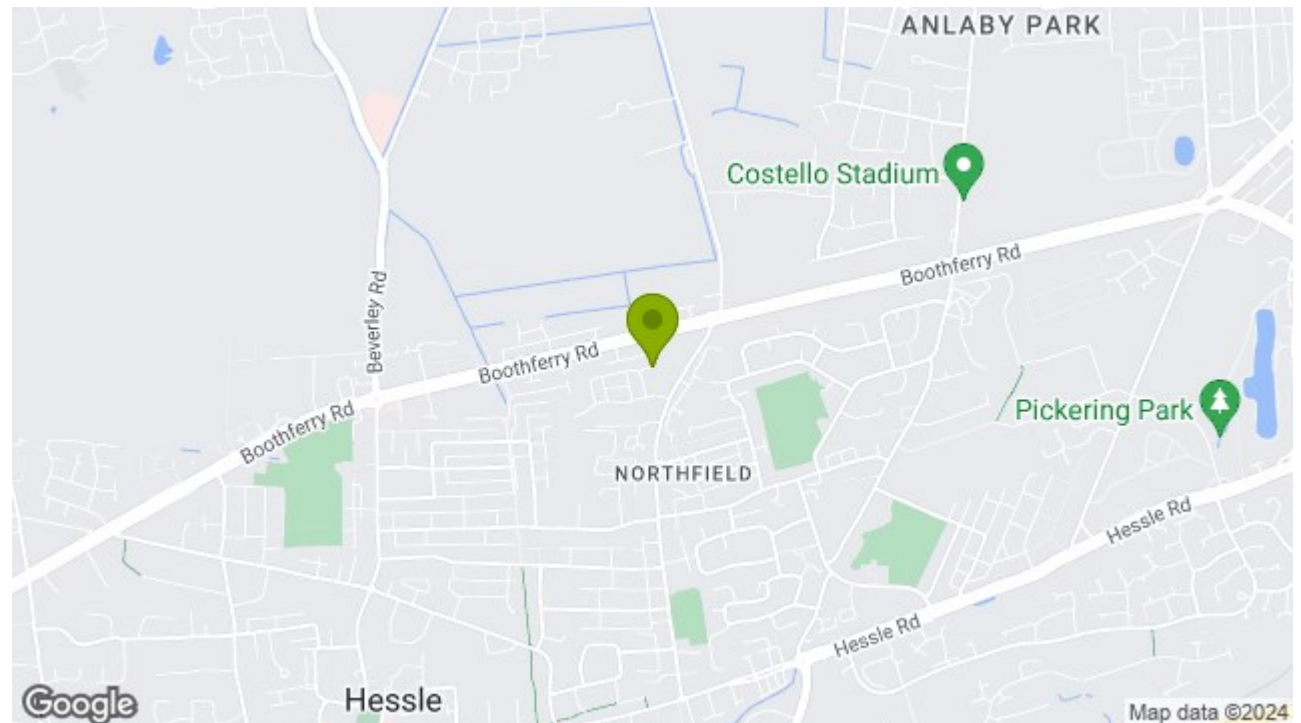 ANLABY PARK
Costello Stadium
Boothferry Rd
Beverley Rd
Boothferry Rd
Boothferry Rd
Pickering Park
NORTHFIELD
Hessle Rd
Hessle Rd
Hessle
Google
Map data ©2024